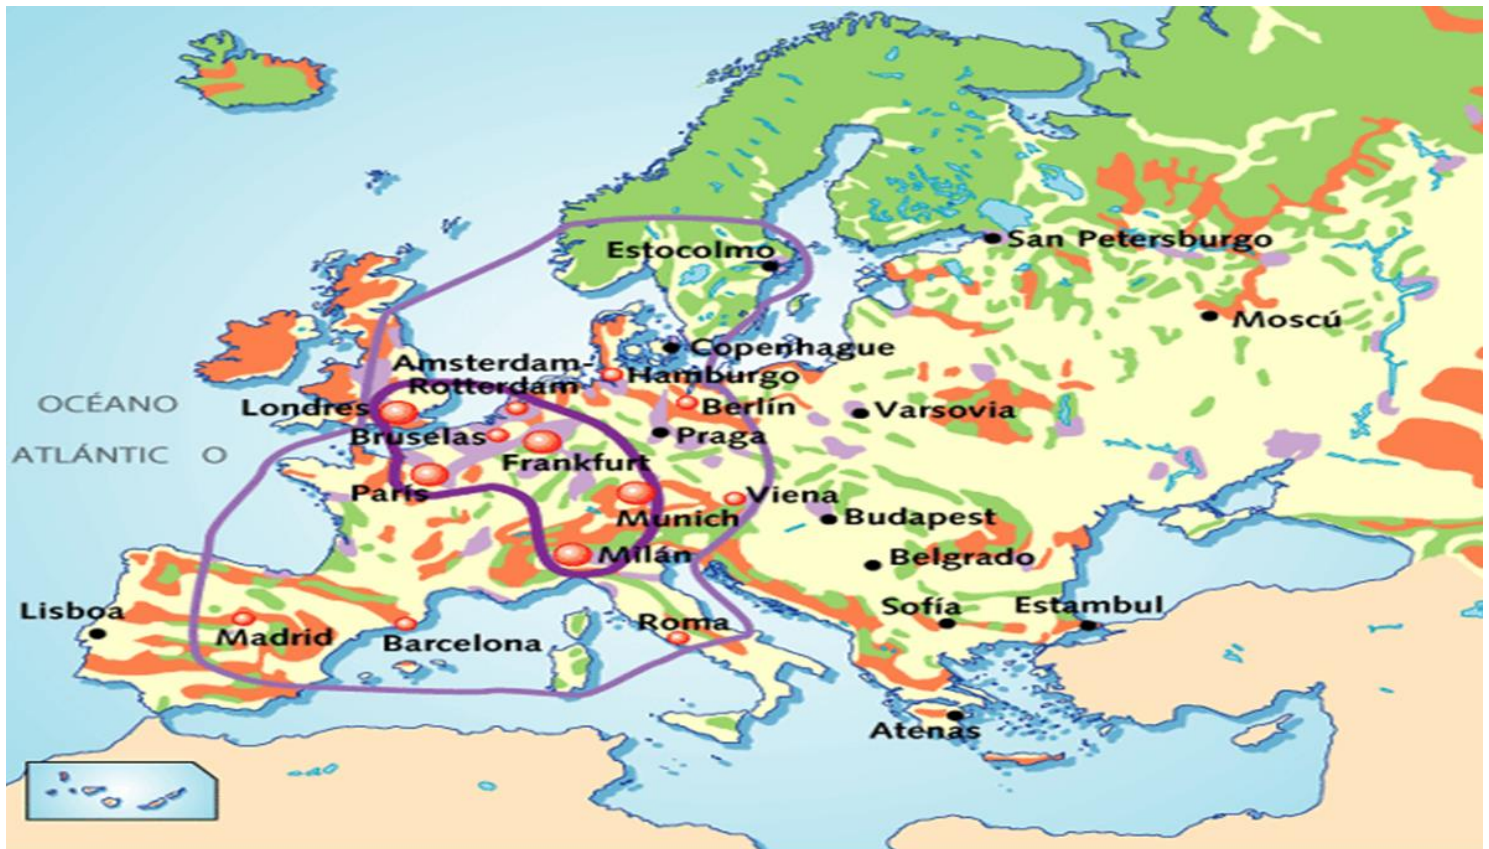 Estocolmo
San Petersburgo
Moscú
Copenhague
Amsterdam-
Rotterdam
Hamburgo
OCÉANO
ATLÁNTIC O
Londres
Berlín
Varsovia
Bruselas
Praga
Frankfurt
París
Viena
Munich
Budapest
Milán
Belgrado
Lisboa
Madrid
Barcelona
Roma
Sofía
Estambul
Atenas